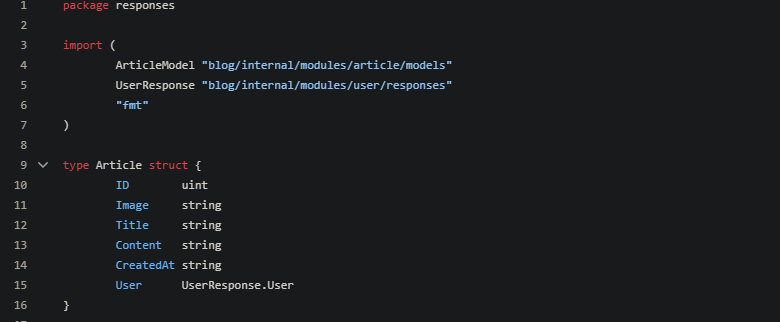 1 package responses
2
3 import (
4 ArticleModel "blog/internal/modules/article/models"
5 UserResponse "blog/internal/modules/user/responses"
6 "fmt"
7 )
8
9 type Article struct {
10 ID uint
11 Image string
12 Title string
13 Content string
14 CreatedAt string
15 User UserResponse.User
16 }